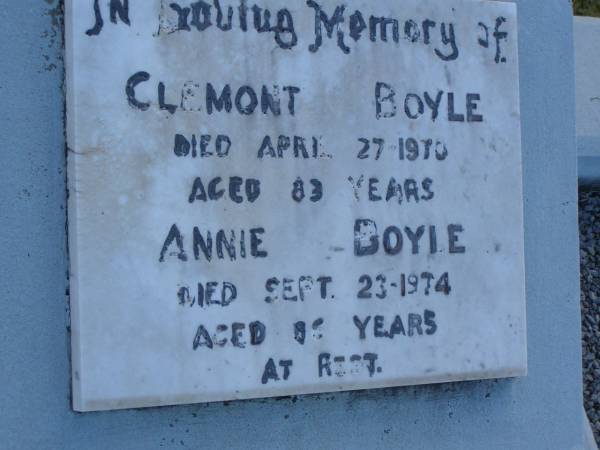 In Loving Memory of
CLEMONT BOYLE
DIED APRIL 27-1970
AGED 83 YEARS
ANNIE BOYLE
DIED SEPT. 23-1974
AGED YEARS
AT REST.